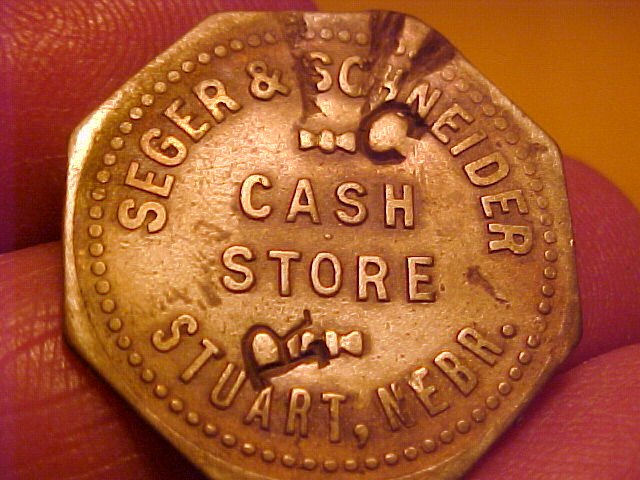 SEGER & SCHNEIDER
C
CASH
STORE
R
STUART, NEBR.